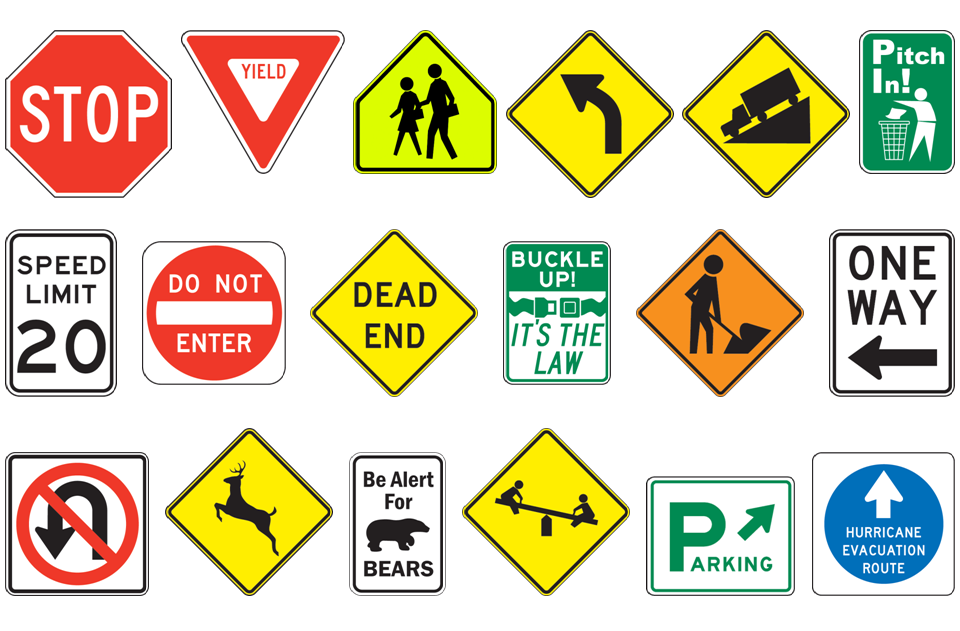 STOP
YIELD
Pitch
In!
SPEED
LIMIT
20
DO NOT
ENTER
DEAD
END
BUCKLE
UP!
IT'S THE
LAW
ONE
WAY
Be Alert
For
BEARS
PARKING
HURRICANE
EVACUATION
ROUTE